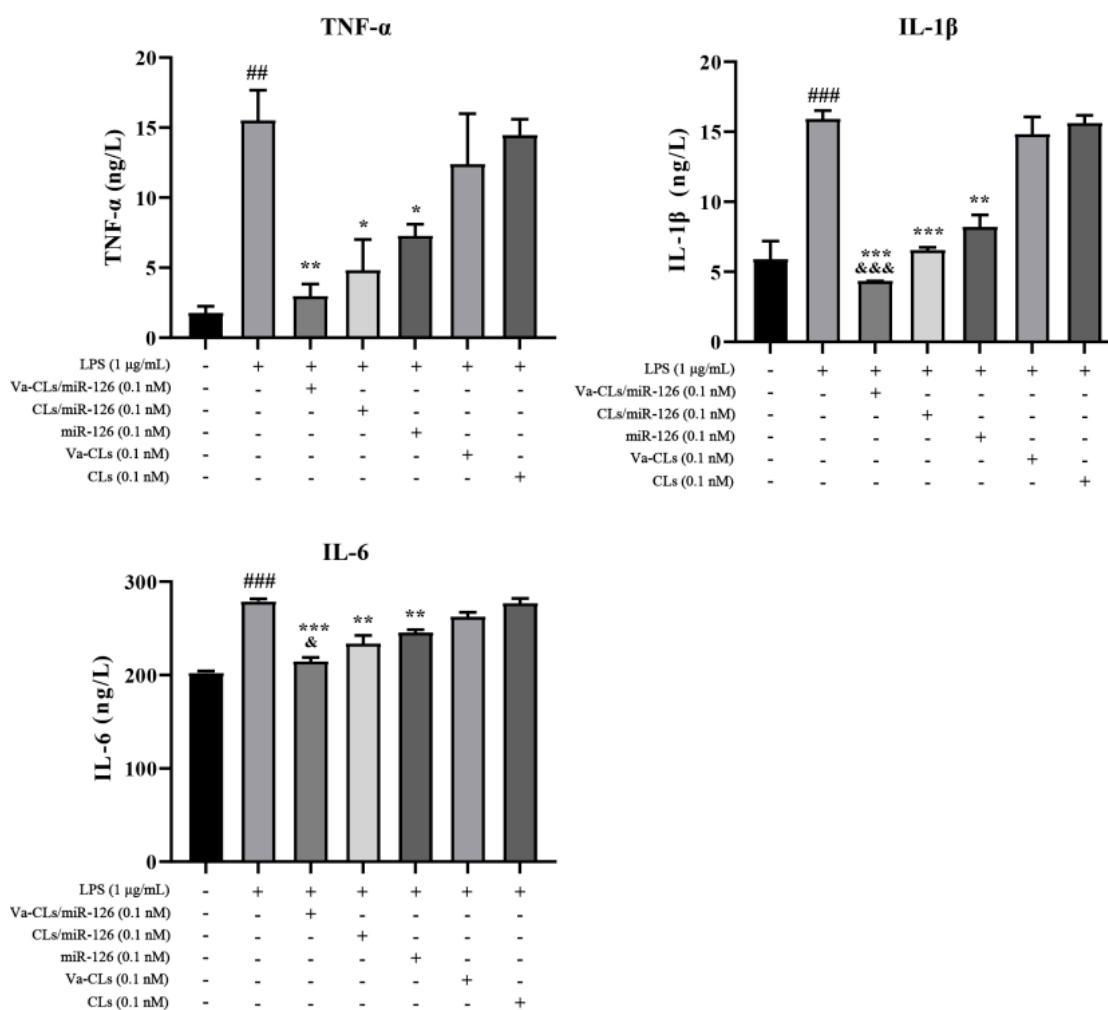 TNF-α
TNF-α (ng/L)
20
15
10
5
0
##
**
*
*
LPS (1 μg/mL) - + + + + + +
Va-CLs/miR-126 (0.1 nM) - - + - - - -
CLs/miR-126 (0.1 nM) - - - + - - -
miR-126 (0.1 nM) - - - - + - -
Va-CLs (0.1 nM) - - - - - + -
CLs (0.1 nM) - - - - - - +
IL-1β
IL-1β (ng/L)
20
15
10
5
0
###
***
&&&
***
**
LPS (1 μg/mL) - + + + + + +
Va-CLs/miR-126 (0.1 nM) - - + - - - -
CLs/miR-126 (0.1 nM) - - - + - - -
miR-126 (0.1 nM) - - - - + - -
Va-CLs (0.1 nM) - - - - - + -
CLs (0.1 nM) - - - - - - +
IL-6
IL-6 (ng/L)
300
200
100
0
###
***
&
**
**
LPS (1 μg/mL) - + + + + + +
Va-CLs/miR-126 (0.1 nM) - - + - - - -
CLs/miR-126 (0.1 nM) - - - + - - -
miR-126 (0.1 nM) - - - - + - -
Va-CLs (0.1 nM) - - - - - + -
CLs (0.1 nM) - - - - - - +